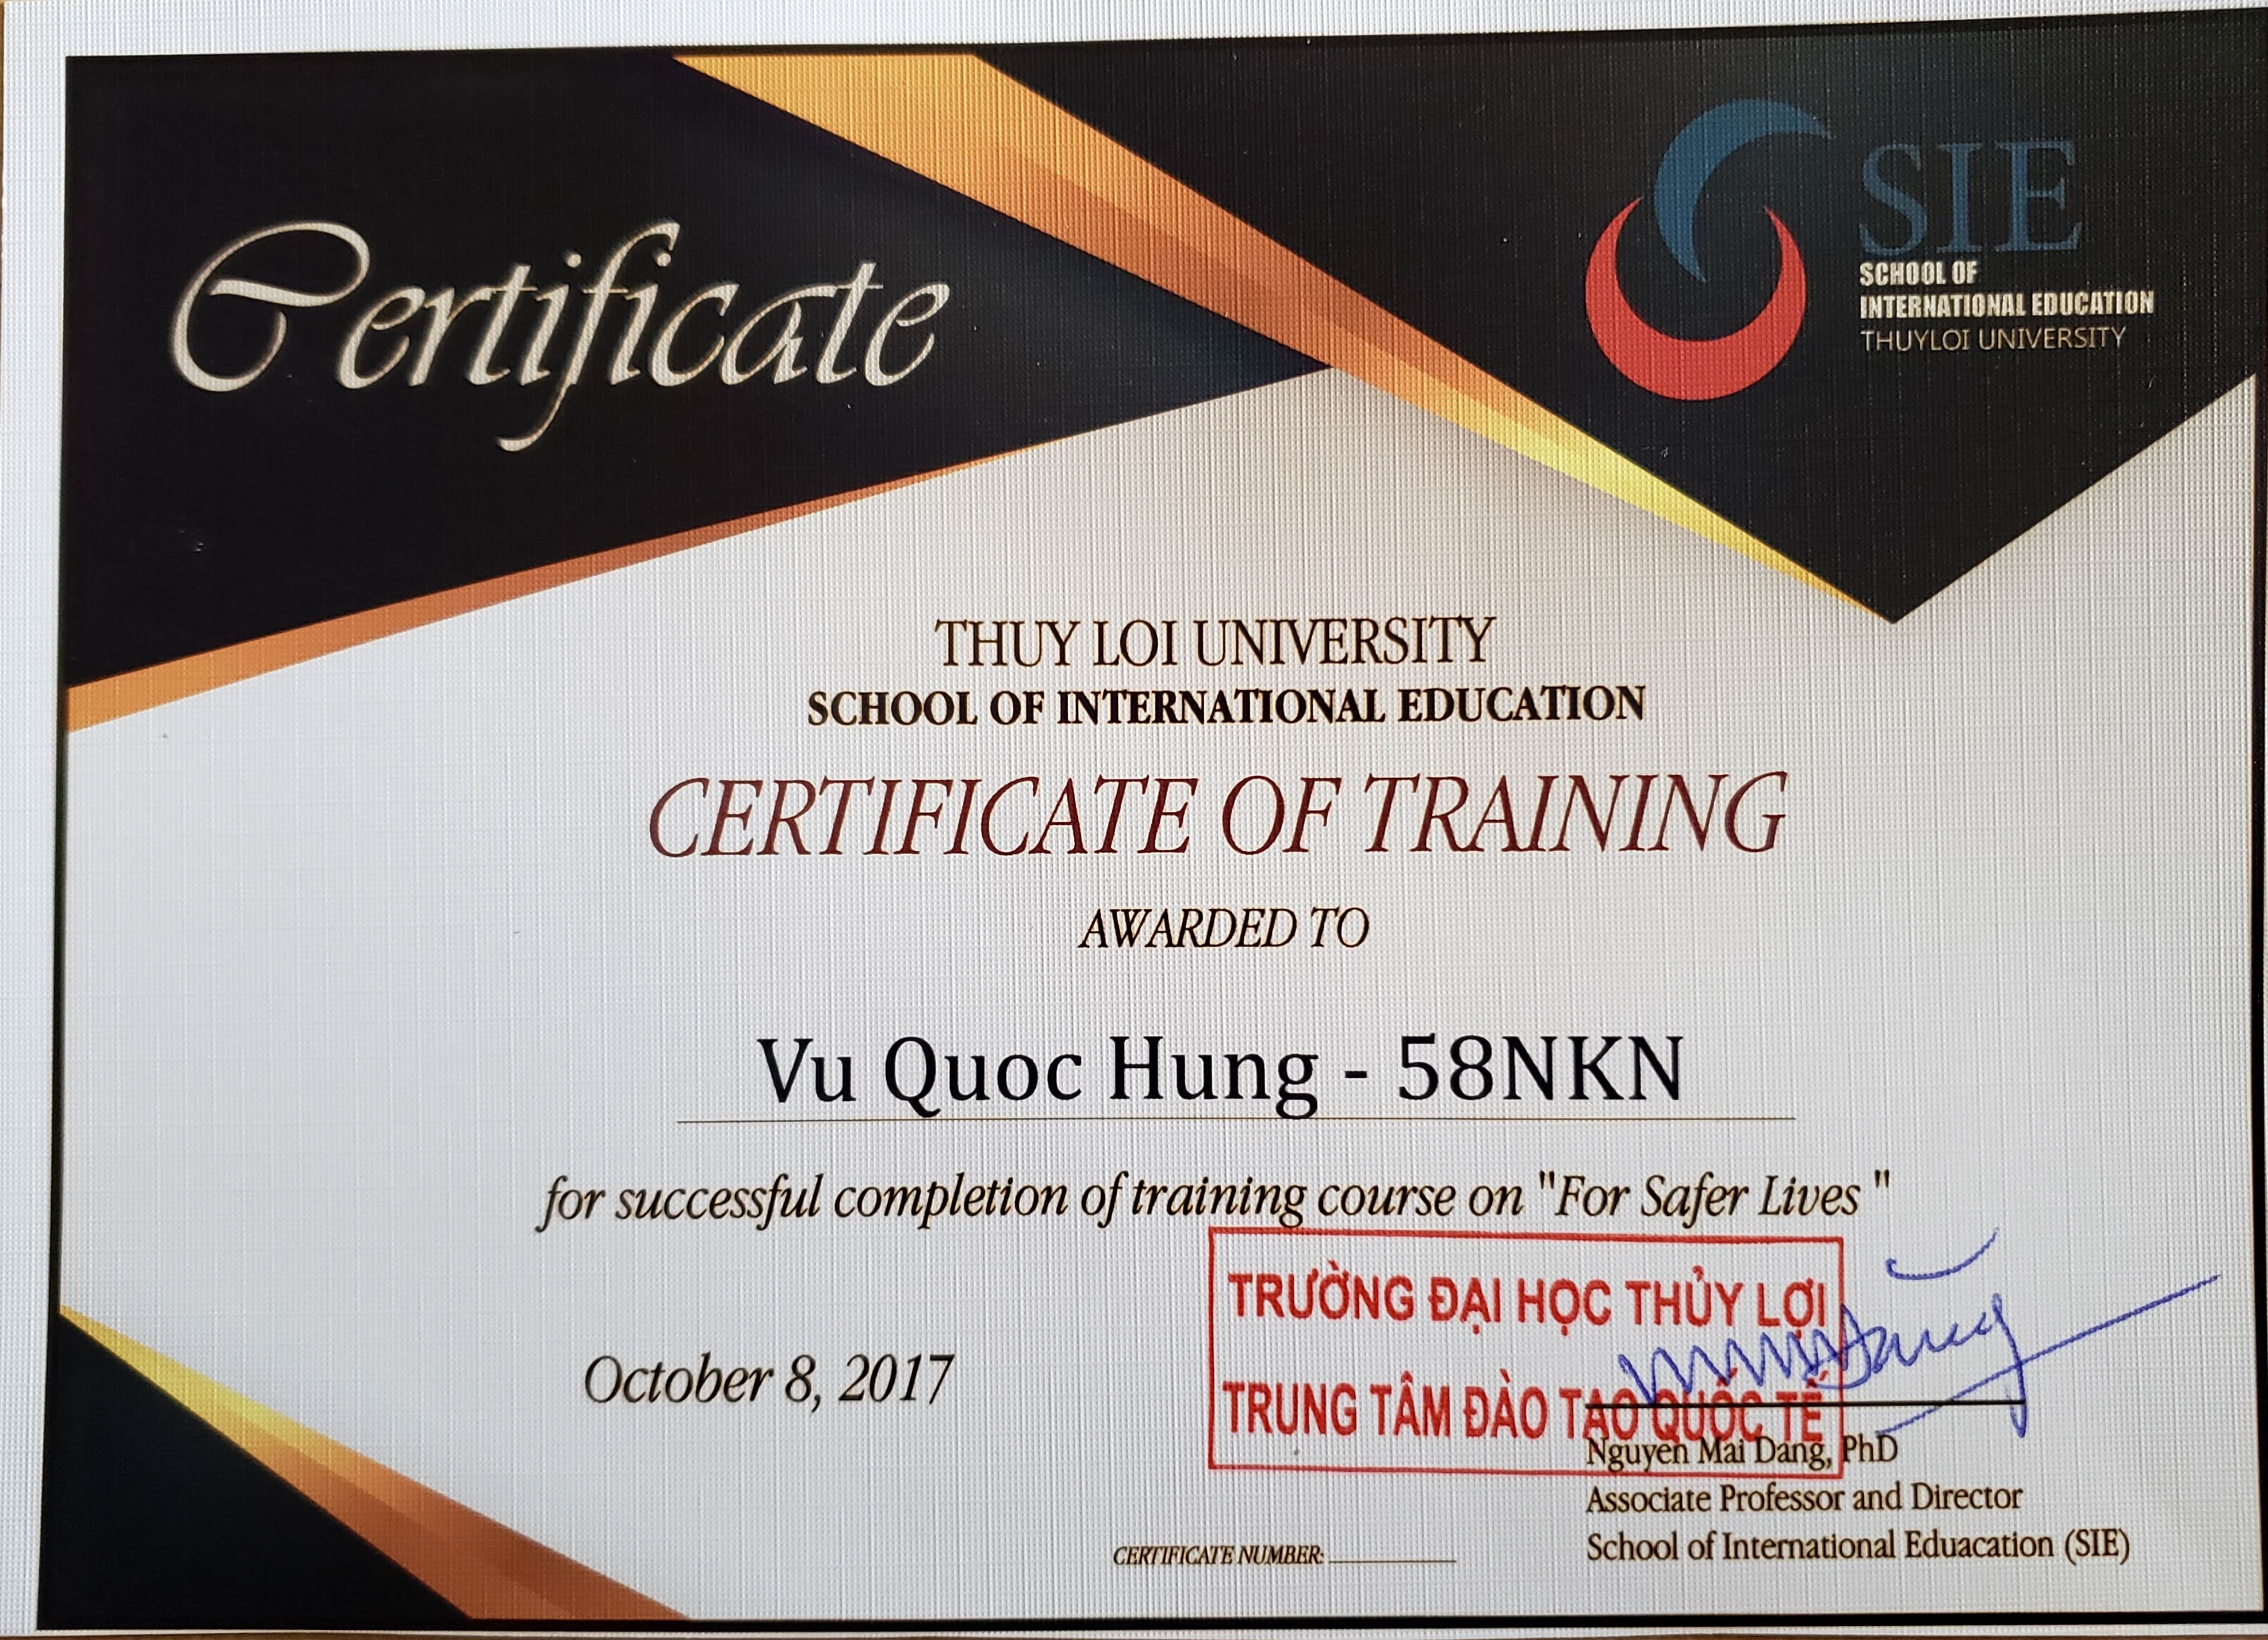 Certificate
SIE
SCHOOL OF
INTERNATIONAL EDUCATION
THUYLOI UNIVERSITY
THUY LOI UNIVERSITY
SCHOOL OF INTERNATIONAL EDUCATION
CERTIFICATE OF TRAINING
AWARDED TO
Vu Quoc Hung - 58NKN
for successful completion of training course on "For Safer Lives "
TRƯỜNG ĐẠI HỌC THỦY LỢI
TRUNG TÂM ĐÀO TẠO QUỐC TẾ
October 8, 2017
Nguyen Mai Dang, PhD
Associate Professor and Director
School of International Eduacation (SIE)
CERTIFICATE NUMBER: